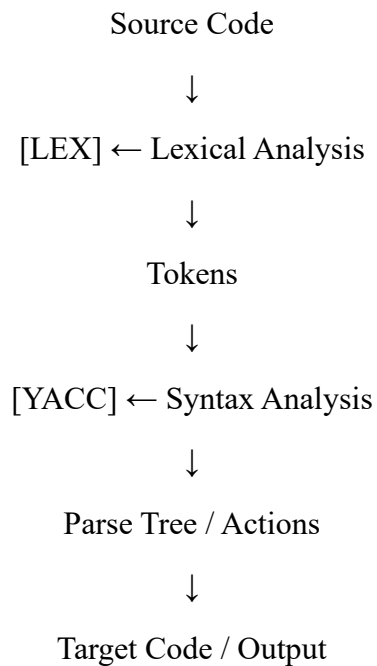 Source Code
↓
[LEX] ← Lexical Analysis
↓
Tokens
↓
[YACC] ← Syntax Analysis
↓
Parse Tree / Actions
↓
Target Code / Output